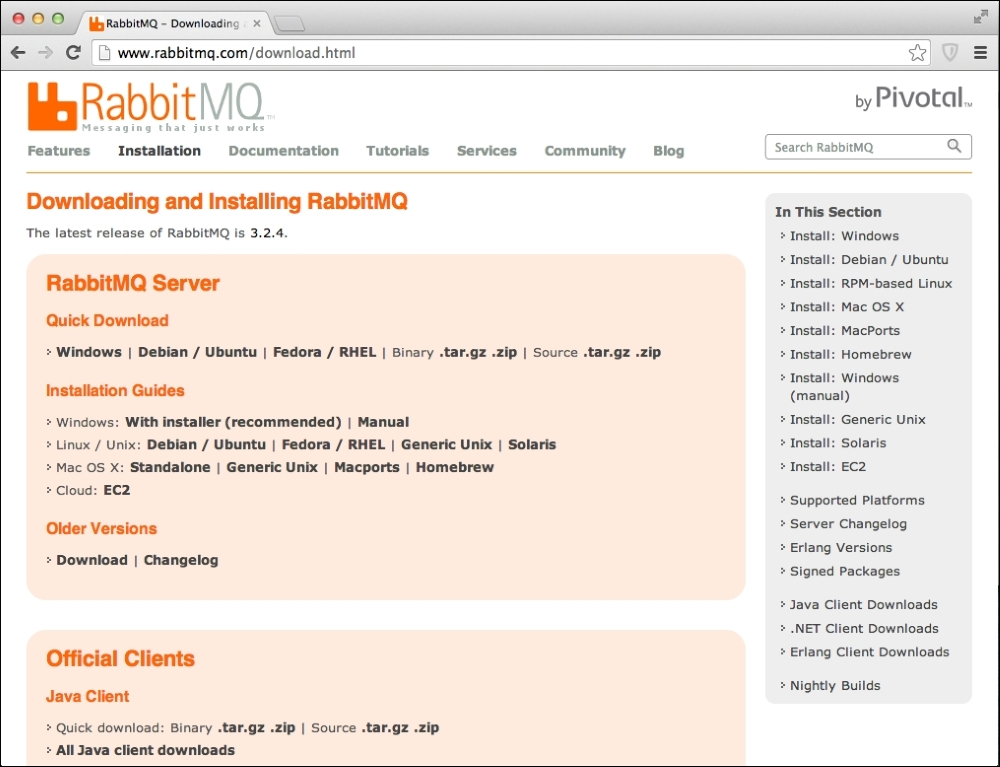 RabbitMQ – Downloading a
www.rabbitmq.com/download.html
RabbitMQ™
Messaging that just works
by Pivotal™
Features Installation Documentation Tutorials Services Community Blog
Search RabbitMQ
Downloading and Installing RabbitMQ
The latest release of RabbitMQ is 3.2.4.
RabbitMQ Server
Quick Download
Windows | Debian / Ubuntu | Fedora / RHEL | Binary .tar.gz .zip | Source .tar.gz .zip
Installation Guides
Windows: With installer (recommended) | Manual
Linux / Unix: Debian / Ubuntu | Fedora / RHEL | Generic Unix | Solaris
Mac OS X: Standalone | Generic Unix | Macports | Homebrew
Cloud: EC2
Older Versions
Download | Changelog
Official Clients
Java Client
Quick download: Binary .tar.gz .zip | Source .tar.gz .zip
All Java client downloads
In This Section
Install: Windows
Install: Debian / Ubuntu
Install: RPM-based Linux
Install: Mac OS X
Install: MacPorts
Install: Homebrew
Install: Windows
(manual)
Install: Generic Unix
Install: Solaris
Install: EC2
Supported Platforms
Server Changelog
Erlang Versions
Signed Packages
Java Client Downloads
.NET Client Downloads
Erlang Client Downloads
Nightly Builds